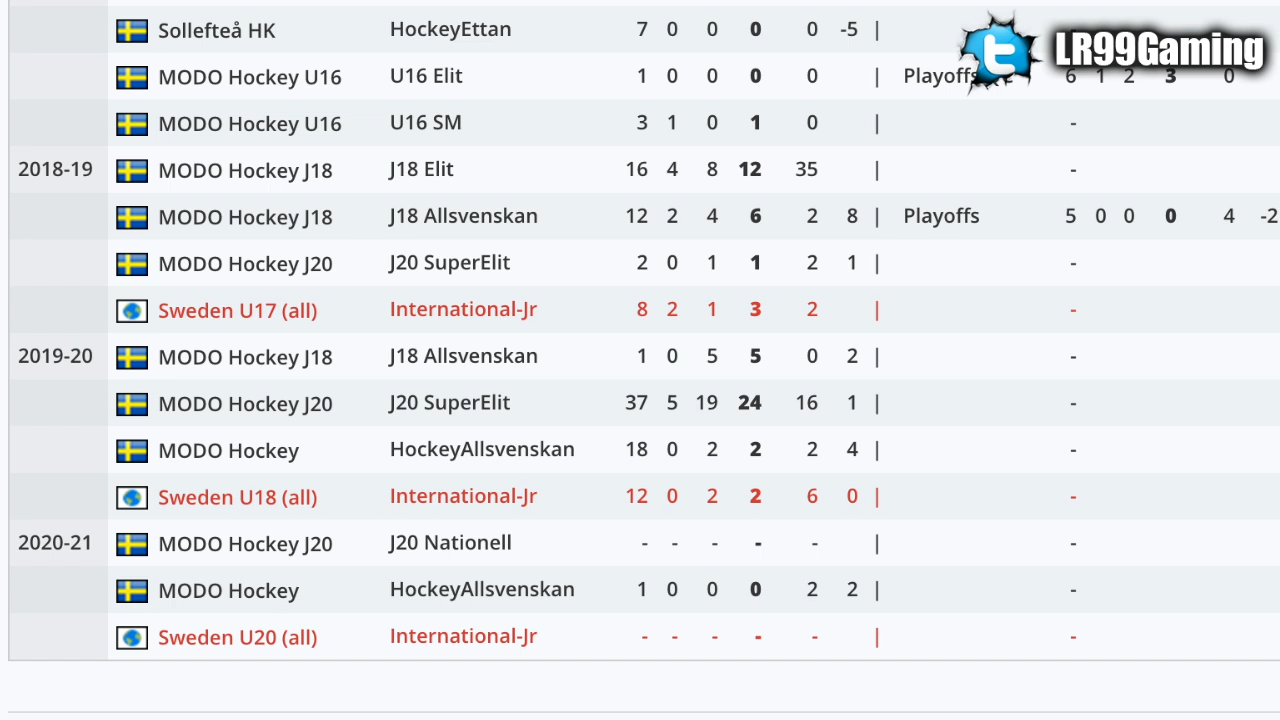 Sollefteå HK HockeyEttan 7 0 0 0 0 -5 |
LR99Gaming
MODO Hockey U16 U16 Elit 1 0 0 0 0 | Playoffs 6 1 2 3 0
MODO Hockey U16 U16 SM 3 1 0 1 0 | -
2018-19 MODO Hockey J18 J18 Elit 16 4 8 12 35 | -
MODO Hockey J18 J18 Allsvenskan 12 2 4 6 2 8 | Playoffs 5 0 0 0 4 -2
MODO Hockey J20 J20 SuperElit 2 0 1 1 2 1 | -
Sweden U17 (all) International-Jr 8 2 1 3 2 | -
2019-20 MODO Hockey J18 J18 Allsvenskan 1 0 5 5 0 2 | -
MODO Hockey J20 J20 SuperElit 37 5 19 24 16 1 | -
MODO Hockey HockeyAllsvenskan 18 0 2 2 2 4 | -
Sweden U18 (all) International-Jr 12 0 2 2 6 0 | -
2020-21 MODO Hockey J20 J20 Nationell - - - - - | -
MODO Hockey HockeyAllsvenskan 1 0 0 0 2 2 | -
Sweden U20 (all) International-Jr - - - - - | -